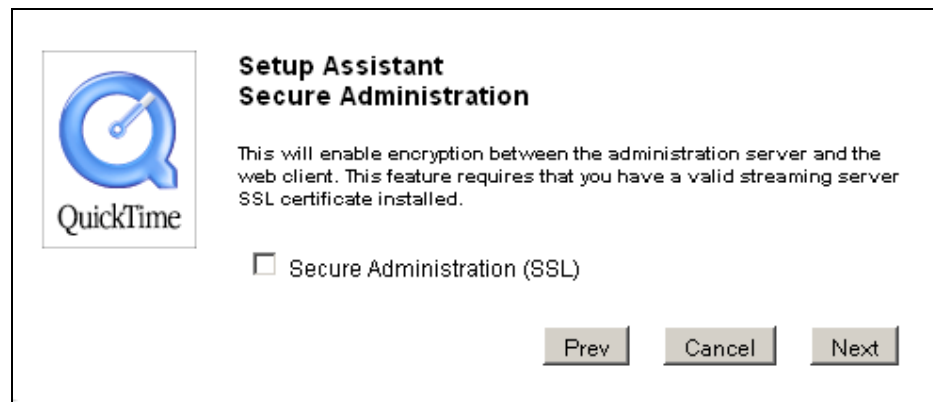 Setup Assistant
Secure Administration
This will enable encryption between the administration server and the
web client. This feature requires that you have a valid streaming server
SSL certificate installed.
QuickTime
Secure Administration (SSL)
Prev Cancel Next